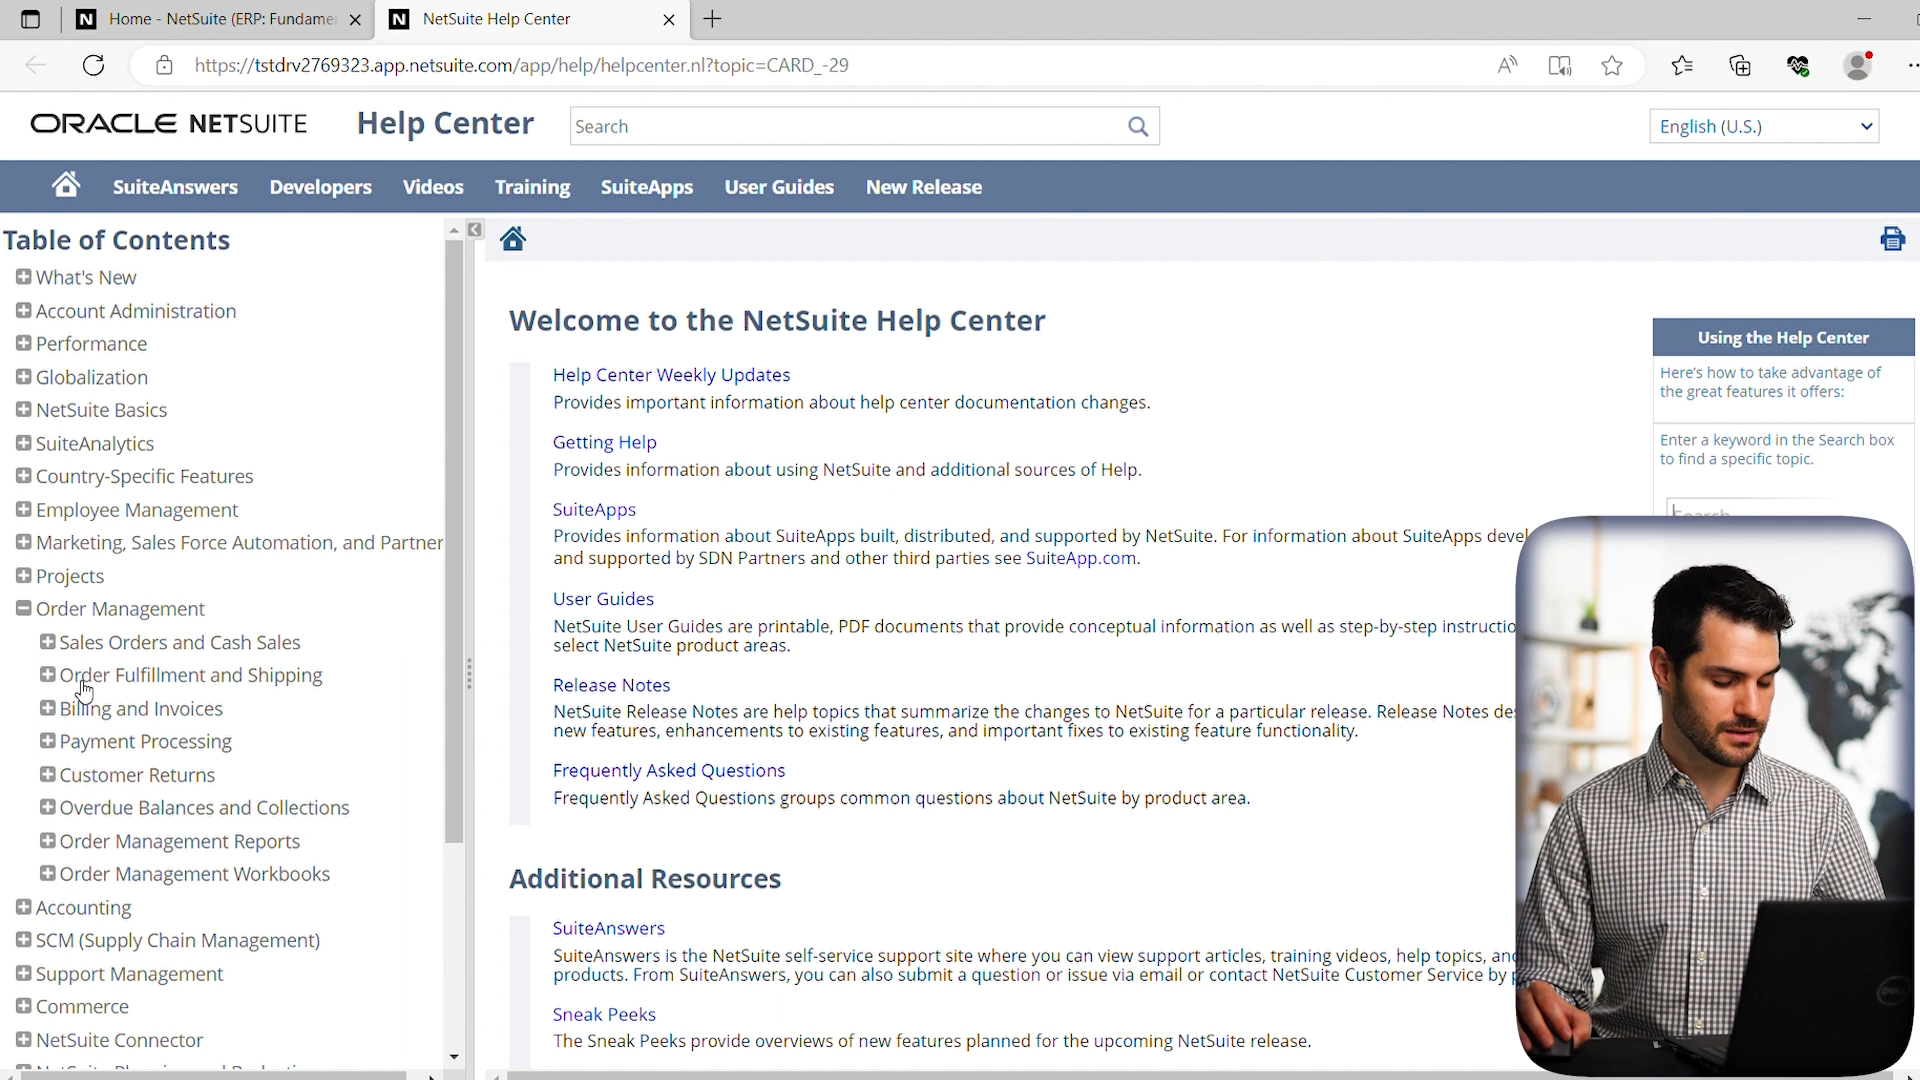 Home - NetSuite (ERP: Fundame
NetSuite Help Center
https://tstdrv2769323.app.netsuite.com/app/help/helpcenter.nl?topic=CARD_-29
ORACLE NETSUITE
Help Center
Search
English (U.S.)
SuiteAnswers Developers Videos Training SuiteApps User Guides New Release
Table of Contents
What's New
Account Administration
Performance
Globalization
NetSuite Basics
SuiteAnalytics
Country-Specific Features
Employee Management
Marketing, Sales Force Automation, and Partner
Projects
Order Management
Sales Orders and Cash Sales
Order Fulfillment and Shipping
Billing and Invoices
Payment Processing
Customer Returns
Overdue Balances and Collections
Order Management Reports
Order Management Workbooks
Accounting
SCM (Supply Chain Management)
Support Management
Commerce
NetSuite Connector
Welcome to the NetSuite Help Center
Help Center Weekly Updates
Provides important information about help center documentation changes.
Getting Help
Provides information about using NetSuite and additional sources of Help.
SuiteApps
Provides information about SuiteApps built, distributed, and supported by NetSuite. For information about SuiteApps devel
and supported by SDN Partners and other third parties see SuiteApp.com.
User Guides
NetSuite User Guides are printable, PDF documents that provide conceptual information as well as step-by-step instructio
select NetSuite product areas.
Release Notes
NetSuite Release Notes are help topics that summarize the changes to NetSuite for a particular release. Release Notes des
new features, enhancements to existing features, and important fixes to existing feature functionality.
Frequently Asked Questions
Frequently Asked Questions groups common questions about NetSuite by product area.
Additional Resources
SuiteAnswers
SuiteAnswers is the NetSuite self-service support site where you can view support articles, training videos, help topics, and
products. From SuiteAnswers, you can also submit a question or issue via email or contact NetSuite Customer Service by p
Sneak Peeks
The Sneak Peeks provide overviews of new features planned for the upcoming NetSuite release.
Using the Help Center
Here's how to take advantage of
the great features it offers:
Enter a keyword in the Search box
to find a specific topic.
Search
DELL